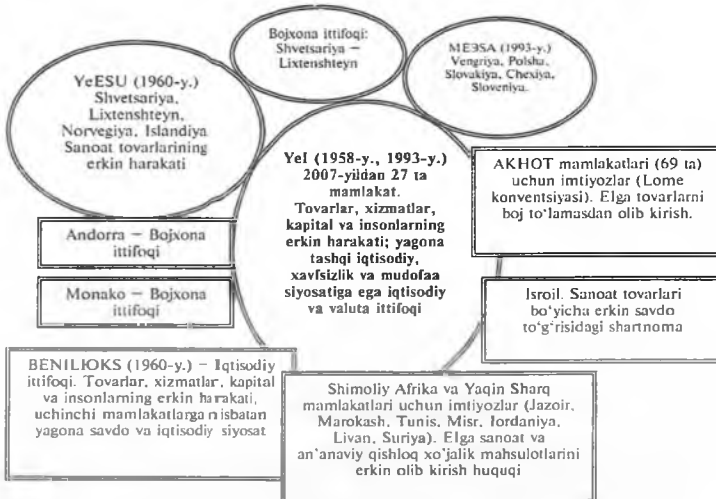 Bojxona ittifoqi:
Shvetsariya —
Lixtenshteyn
MEЭSA (1993-y.)
Vengriya, Polsha,
Slovakiya, Chexiya,
Sloveniya.
YeESU (1960-y.)
Shvetsariya,
Lixtenshteyn,
Norvegiya, Islandiya
Sanoat tovarlarining
erkin harakati
YeI (1958-y., 1993-y.)
2007-yildan 27 ta
mamlakat.
Tovarlar, xizmatlar,
kapital va insonlarning
erkin harakati; yagona
tashqi iqtisodiy,
xavfsizlik va mudofaa
siyosatiga ega iqtisodiy
va valuta ittifoqi
AKHOT mamlakatlari (69 ta)
uchun imtiyozlar (Lome
konventsiyasi). Elga tovarlarni
boj to'lamasdan olib kirish.
Andorra — Bojxona
ittifoqi
Monako — Bojxona
ittifoqi
Isroil. Sanoat tovarlari
bo'yicha erkin savdo
to'g'risidagi shartnoma
BENILIOKS (1960-y.) — Iqtisodiy
ittifoqi. Tovarlar, xizmatlar, kapital
va insonlarning erkin harakati,
uchinchi mamlakatlarga nisbatan
yagona savdo va iqtisodiy siyosat
Shimoliy Afrika va Yaqin Sharq
mamlakatlari uchun imtiyozlar (Jazoir,
Marokash, Tunis, Misr, Iordaniya,
Livan, Suriya). Elga sanoat va
an'anaviy qishloq xo'jalik mahsulotlarini
erkin olib kirish huquqi